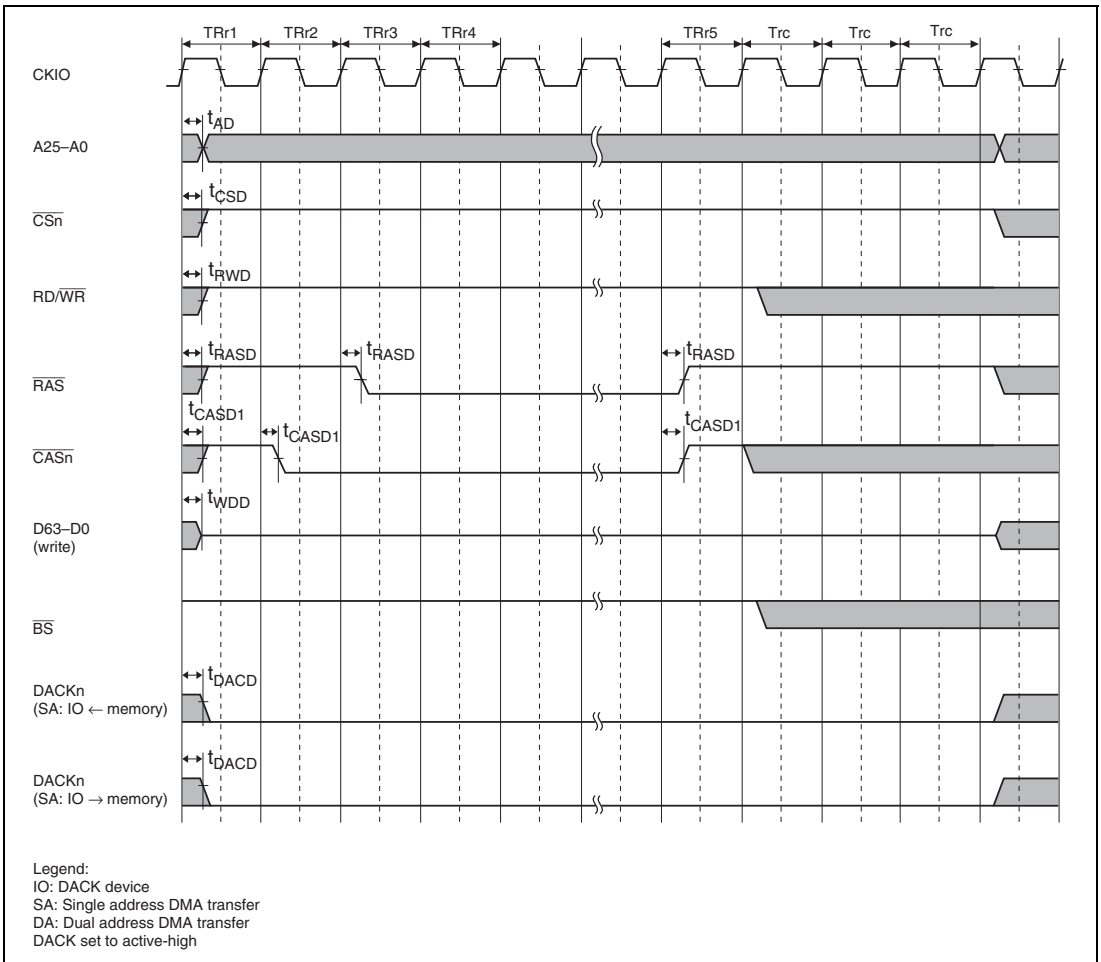 TRr1 TRr2 TRr3 TRr4 TRr5 Trc Trc Trc
CKIO
tAD
A25–A0
tCSD
CSn
tRWD
RD/WR
tRASD tRASD tRASD
RAS
tCASD1 tCASD1 tCASD1
CASn
tWDD
D63–D0
(write)
BS
tDACD
DACKn
(SA: IO ← memory)
tDACD
DACKn
(SA: IO → memory)
Legend:
IO: DACK device
SA: Single address DMA transfer
DA: Dual address DMA transfer
DACK set to active-high